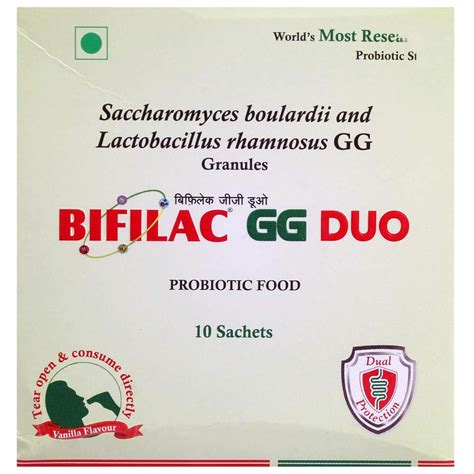 World's Most Resea
Probiotic St
Saccharomyces boulardii and
Lactobacillus rhamnosus GG
Granules
बिफ़िलेक जीजी डूओ
BIFILAC® GG DUO
PROBIOTIC FOOD
10 Sachets
Tear open & consume directly
Vanilla Flavour
Dual
Protection